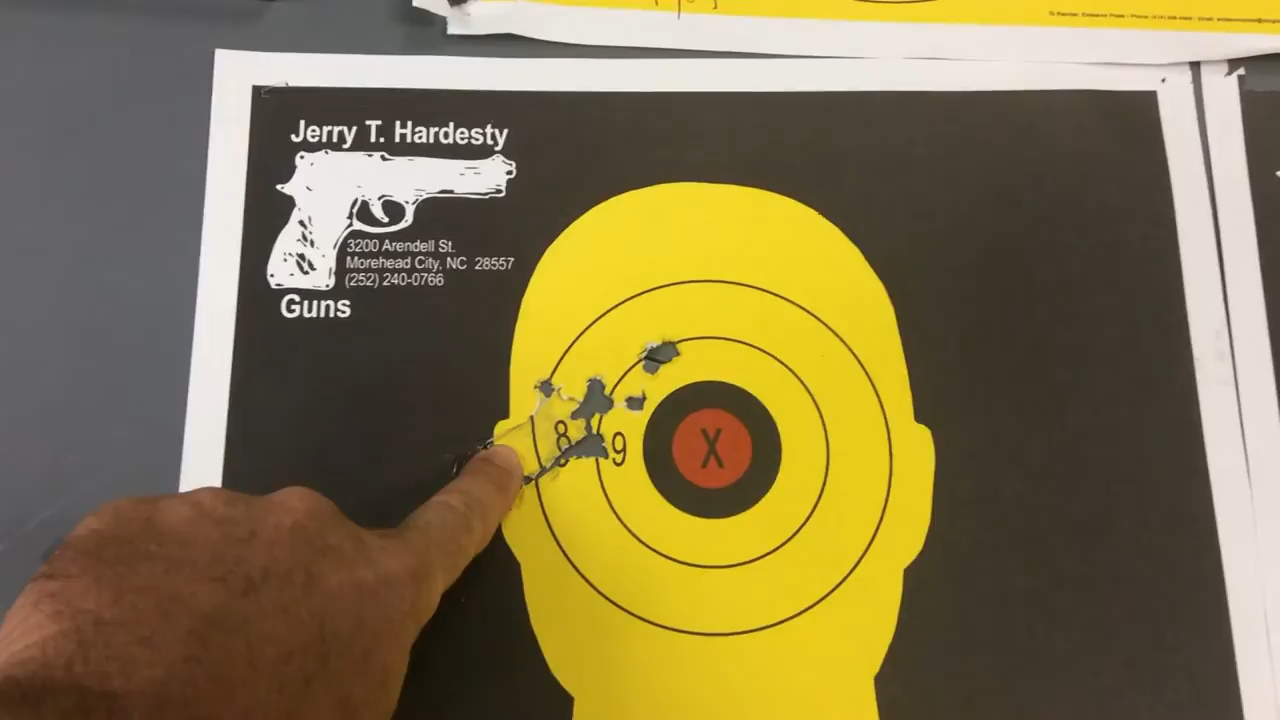 Jerry T. Hardesty
3200 Arendell St.
Morehead City, NC 28557
(252) 240-0766
Guns
8 9 X